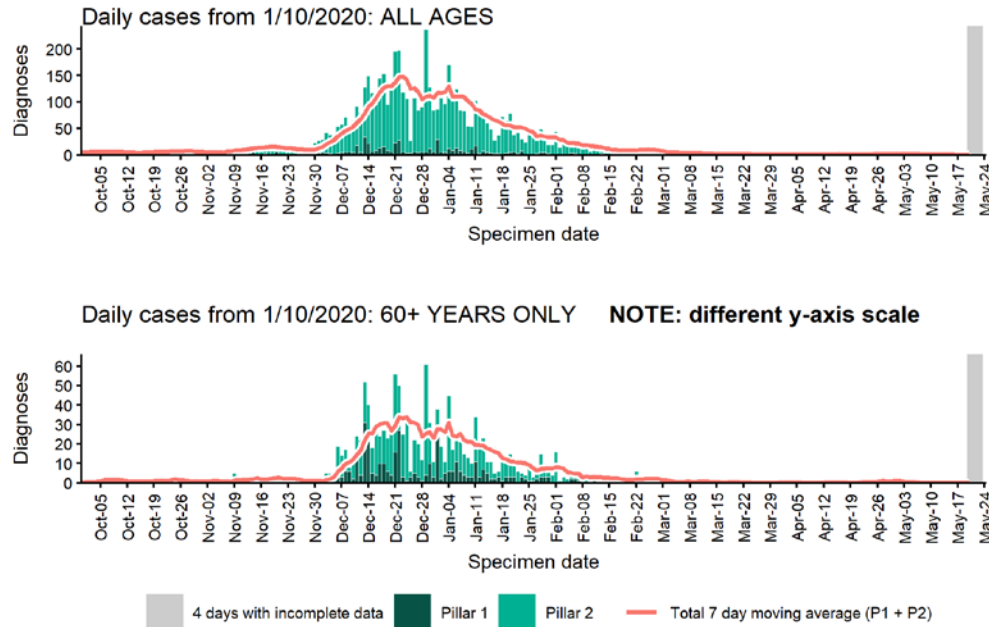 Daily cases from 1/10/2020: ALL AGES
Diagnoses
200
150
100
50
0
Oct-05
Oct-12
Oct-19
Oct-26
Nov-02
Nov-09
Nov-16
Nov-23
Nov-30
Dec-07
Dec-14
Dec-21
Dec-28
Jan-04
Jan-11
Jan-18
Jan-25
Feb-01
Feb-08
Feb-15
Feb-22
Mar-01
Mar-08
Mar-15
Mar-22
Mar-29
Apr-05
Apr-12
Apr-19
Apr-26
May-03
May-10
May-17
May-24
Specimen date
Daily cases from 1/10/2020: 60+ YEARS ONLY NOTE: different y-axis scale
Diagnoses
60
50
40
30
20
10
0
Oct-05
Oct-12
Oct-19
Oct-26
Nov-02
Nov-09
Nov-16
Nov-23
Nov-30
Dec-07
Dec-14
Dec-21
Dec-28
Jan-04
Jan-11
Jan-18
Jan-25
Feb-01
Feb-08
Feb-15
Feb-22
Mar-01
Mar-08
Mar-15
Mar-22
Mar-29
Apr-05
Apr-12
Apr-19
Apr-26
May-03
May-10
May-17
May-24
Specimen date
4 days with incomplete data Pillar 1 Pillar 2 Total 7 day moving average (P1 + P2)